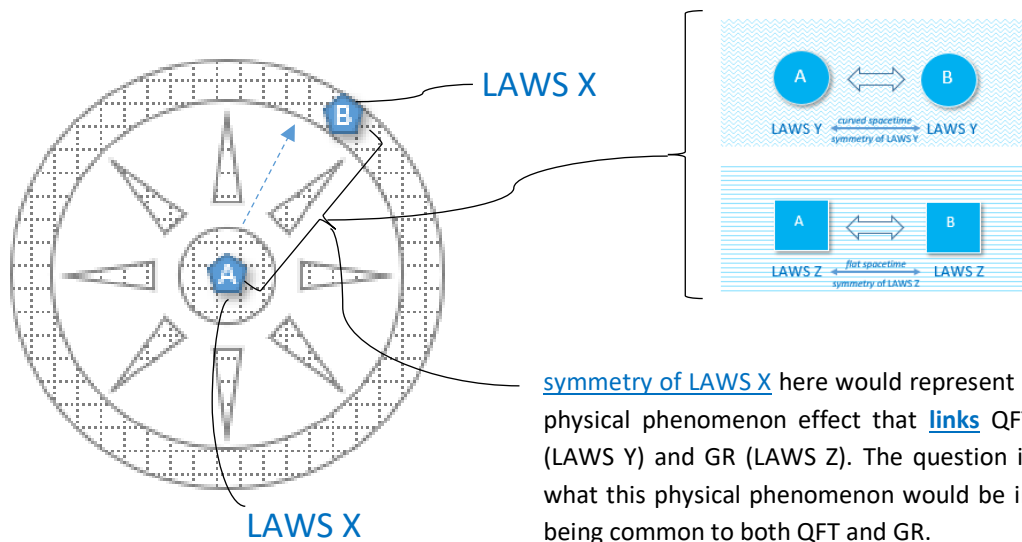 LAWS X
B
A
LAWS X
A B
LAWS Y curved spacetime LAWS Y
symmetry of LAWS Y
A B
LAWS Z flat spacetime LAWS Z
symmetry of LAWS Z
symmetry of LAWS X here would represent
physical phenomenon effect that links QF
(LAWS Y) and GR (LAWS Z). The question i
what this physical phenomenon would be i
being common to both QFT and GR.